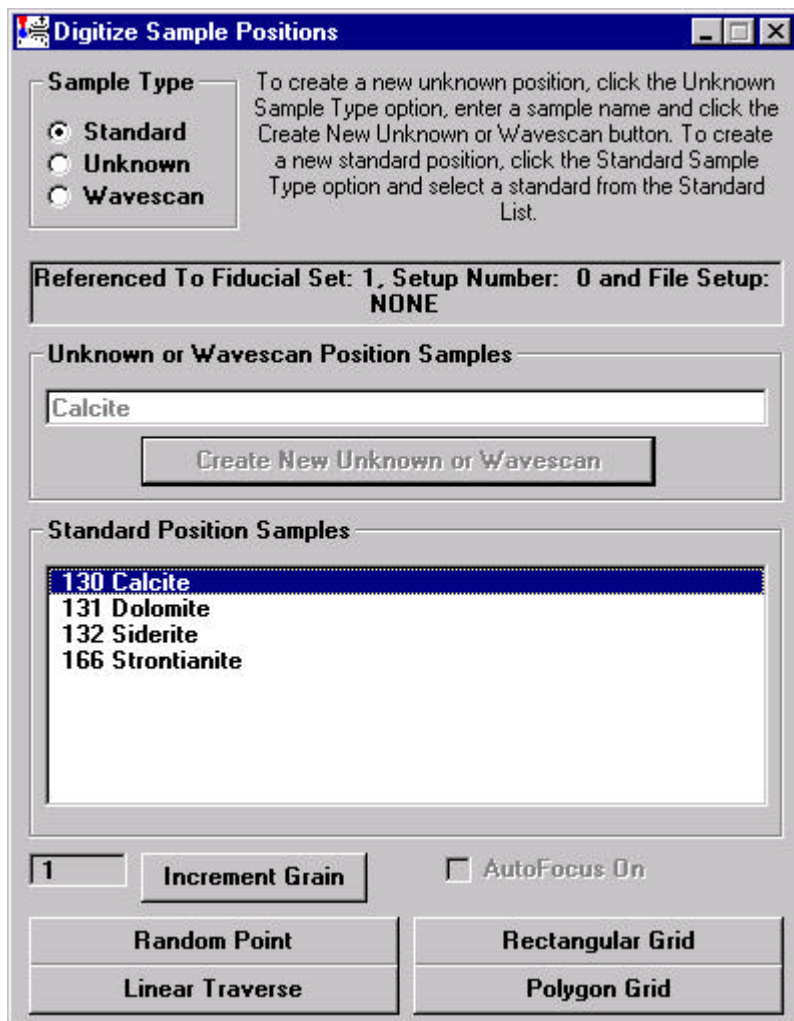 Digitize Sample Positions
Sample Type
Standard
Unknown
Wavescan
To create a new unknown position, click the Unknown
Sample Type option, enter a sample name and click the
Create New Unknown or Wavescan button. To create
a new standard position, click the Standard Sample
Type option and select a standard from the Standard
List.
Referenced To Fiducial Set: 1, Setup Number:  0 and File Setup:
NONE
Unknown or Wavescan Position Samples
Calcite
Create New Unknown or Wavescan
Standard Position Samples
130 Calcite
131 Dolomite
132 Siderite
166 Strontianite
1
Increment Grain
AutoFocus On
Random Point
Rectangular Grid
Linear Traverse
Polygon Grid